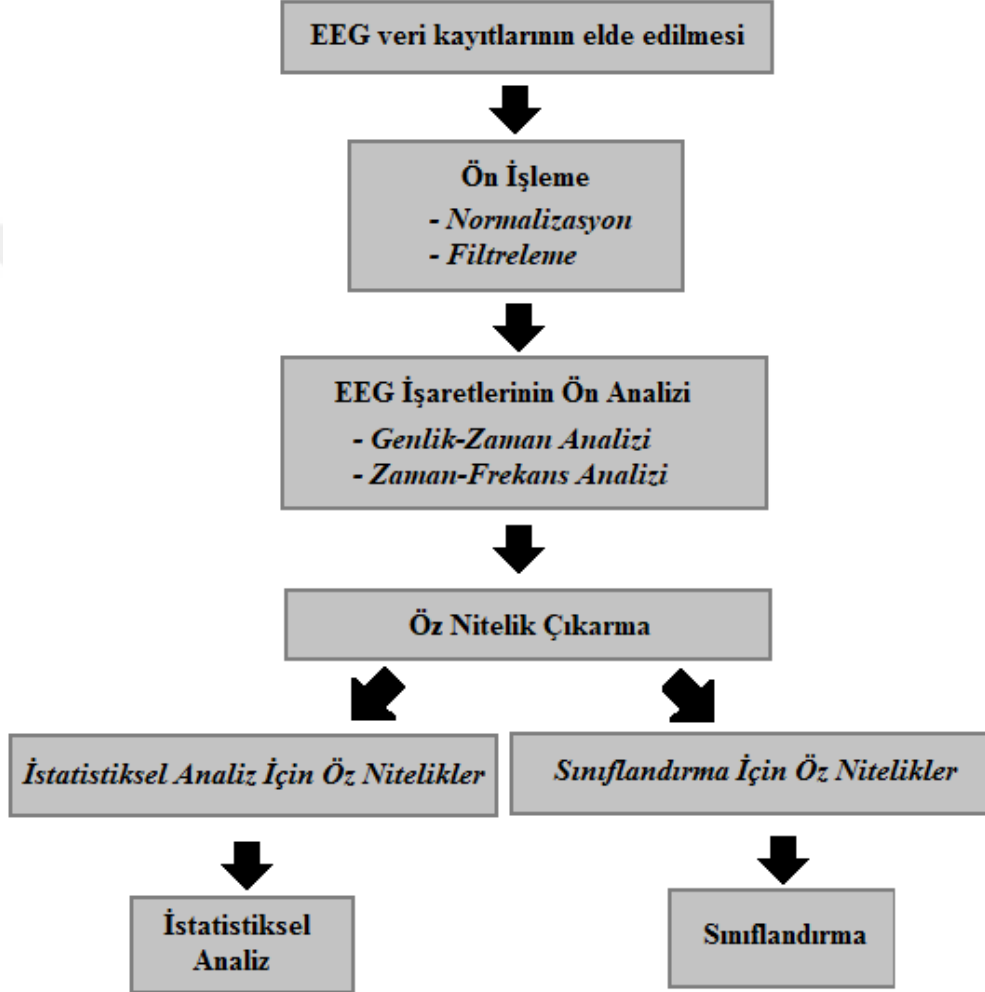 EEG veri kayıtlarının elde edilmesi
Ön İşleme
- Normalizasyon
- Filtreleme
EEG İşaretlerinin Ön Analizi
- Genlik-Zaman Analizi
- Zaman-Frekans Analizi
Öz Nitelik Çıkarma
İstatistiksel Analiz İçin Öz Nitelikler
Sınıflandırma İçin Öz Nitelikler
İstatistiksel
Analiz
Sınıflandırma